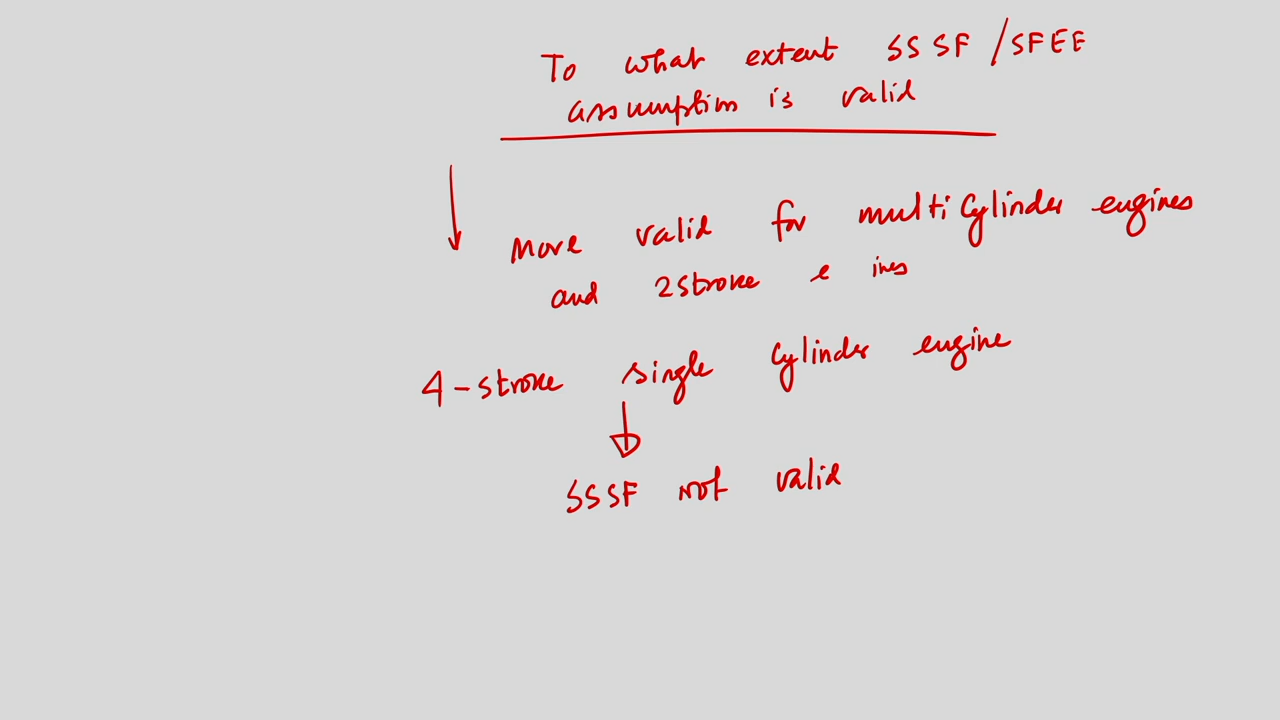 To what extent SSSF/SFEE
assumption is valid
More valid for multicylinder engines
and 2stroke e ines
4-stroke single cylinder engine
SSSF not valid